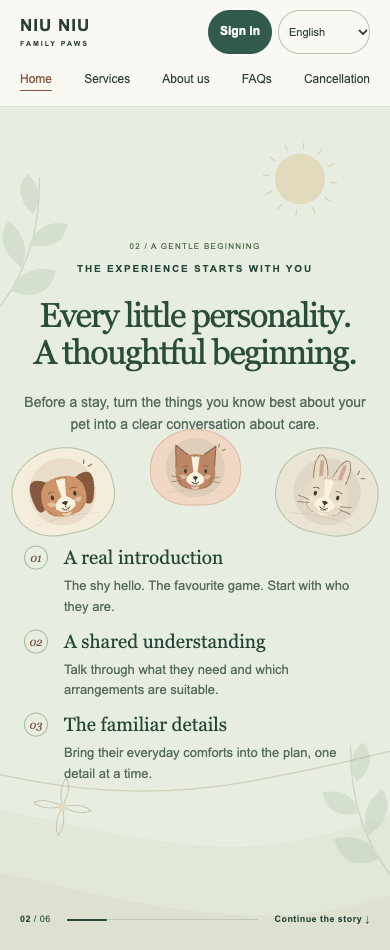 NIU NIU
FAMILY PAWS
Sign in
English
Home
Services
About us
FAQs
Cancellation
02 / A GENTLE BEGINNING
THE EXPERIENCE STARTS WITH YOU
Every little personality.
A thoughtful beginning.
Before a stay, turn the things you know best about your
pet into a clear conversation about care.
01
A real introduction
The shy hello. The favourite game. Start with who
they are.
02
A shared understanding
Talk through what they need and which
arrangements are suitable.
03
The familiar details
Bring their everyday comforts into the plan, one
detail at a time.
02 / 06
Continue the story ↓